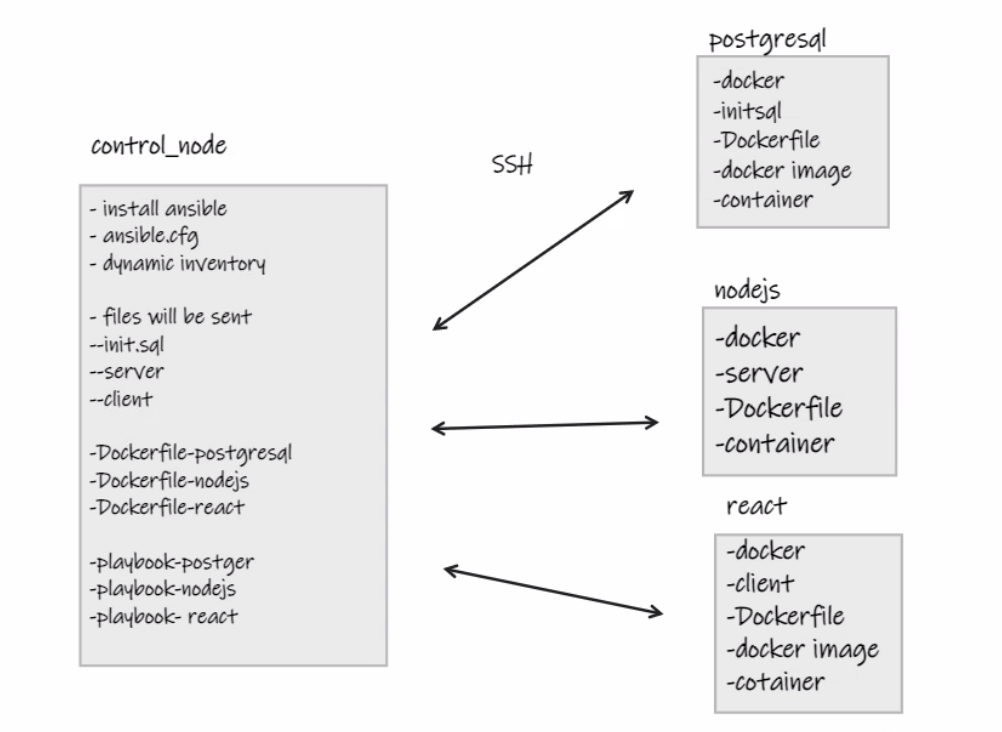 control_node
- install ansible
- ansible.cfg
- dynamic inventory
- files will be sent
--init.sql
--server
--client
-Dockerfile-postgresql
-Dockerfile-nodejs
-Dockerfile-react
-playbook-postger
-playbook-nodejs
-playbook- react
SSH
postgresql
-docker
-initsql
-Dockerfile
-docker image
-container
nodejs
-docker
-server
-Dockerfile
-container
react
-docker
-client
-Dockerfile
-docker image
-cotainer